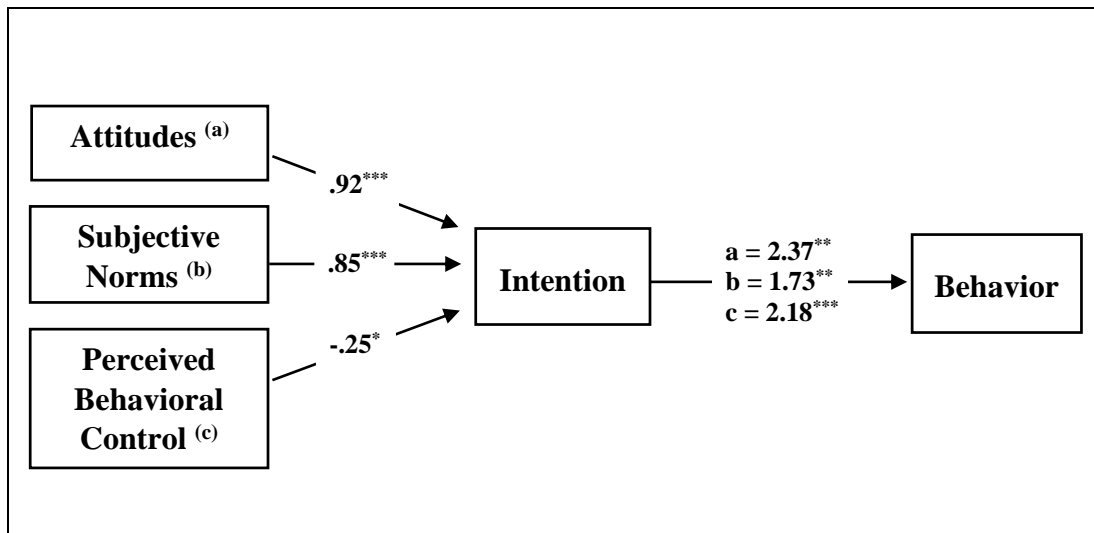 Attitudes (a)
.92***
Subjective
Norms (b)
.85***
Perceived
Behavioral
Control (c)
-.25*
Intention
a = 2.37**
b = 1.73**
c = 2.18***
Behavior